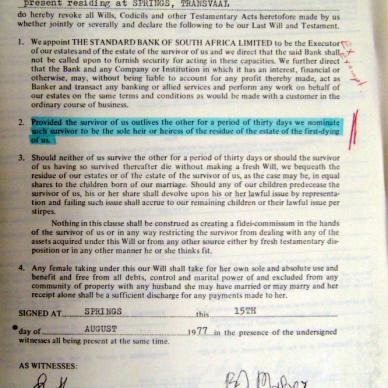 present residing at SPRINGS, TRANSVAAL
do hereby revoke all Wills, Codicils and other Testamentary Acts heretofore made by us
whether jointly or severally and declare the following to be our Last Will and Testament.
1. We appoint THE STANDARD BANK OF SOUTH AFRICA LIMITED to be the Executor
of our estates and of the estate of the survivor of us and we direct that the said Bank shall
not be called upon to furnish security for acting in these capacities. We further direct
that the Bank and any Company or Institution in which it has an interest, financial or
otherwise, may, without being liable to account for any profit thereby made, act as
Banker and transact any banking or allied services and perform any work on behalf of
our estates on the same terms and conditions as would be made with a customer in the
ordinary course of business.
2. Provided the survivor of us outlives the other for a period of thirty days we nominate
such survivor to be the sole heir or heiress of the residue of the estate of the first-dying
of us.
3. Should neither of us survive the other for a period of thirty days or should the survivor
of us having so survived thereafter die without making a fresh Will, we bequeath the
residue of our estates or of the estate of the survivor of us, as the case may be, in equal
shares to the children born of our marriage. Should any of our children predecease the
survivor of us, his or her share shall devolve upon his or her lawful issue by representa-
tion and failing such issue shall accrue to our remaining children or their lawful issue per
stirpes.
Nothing in this clause shall be construed as creating a fidei-commissum in the hands
of the survivor of us or in any way restricting the survivor from dealing with any of the
assets acquired under this Will or from any other source either by fresh testamentary dis-
position or in any other manner he or she thinks fit.
4. Any female taking under this our Will shall take for her own sole and absolute use and
benefit and free from all debts, control and marital power of and excluded from any
community of property with any husband she may have married or may marry and her
receipt alone shall be a sufficient discharge for any payments made to her.
SIGNED AT SPRINGS this 15TH
day of AUGUST 1977 in the presence of the undersigned
witnesses all being present at the same time.
AS WITNESSES: